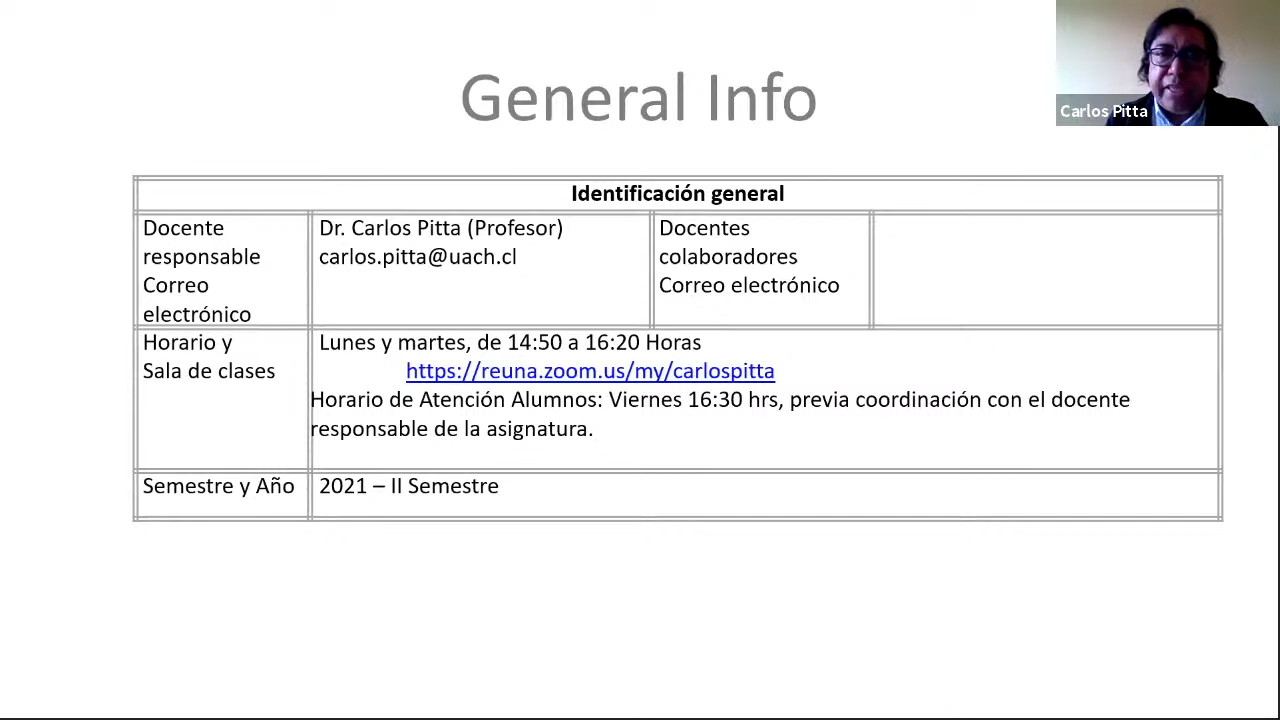 General Info
Carlos Pitta
Identificación general
Docente
responsable
Correo
electrónico
Dr. Carlos Pitta (Profesor)
carlos.pitta@uach.cl
Docentes
colaboradores
Correo electrónico
Horario y
Sala de clases
Lunes y martes, de 14:50 a 16:20 Horas
https://reuna.zoom.us/my/carlospitta
Horario de Atención Alumnos: Viernes 16:30 hrs, previa coordinación con el docente
responsable de la asignatura.
Semestre y Año
2021 – II Semestre